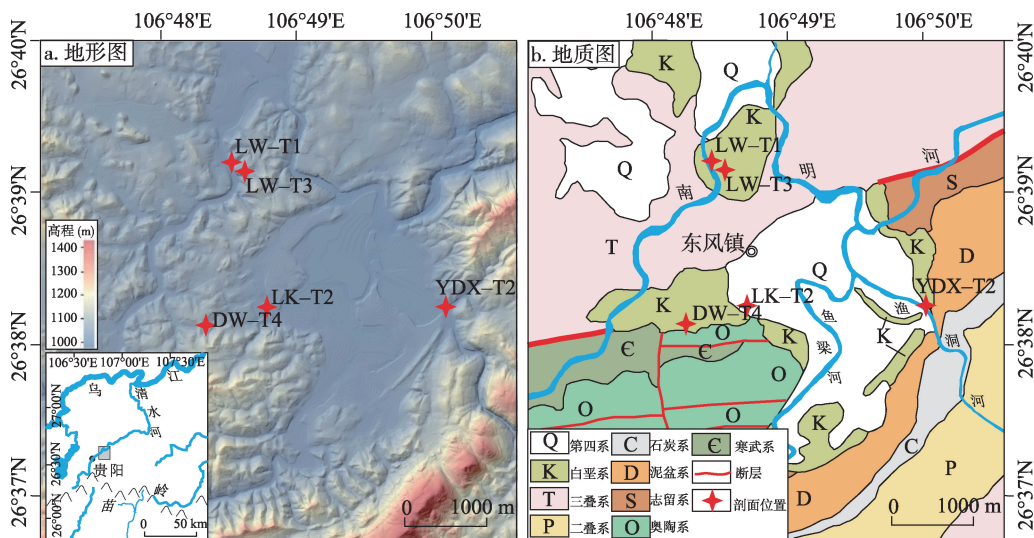 106°48′E 106°49′E 106°50′E
106°48′E 106°49′E 106°50′E
26°40′N
26°39′N
26°38′N
26°37′N
a. 地形图
LW–T1
LW–T3
LK–T2
DW–T4
YDX–T2
高程 (m)
1400
1300
1200
1100
1000
106°30′E 107°00′E 107°30′E
27°00′N
26°30′N
26°00′N
乌
江
清
水
河
贵阳
苗
岭
0 50 km
0 1000 m
b. 地质图
26°40′N
26°39′N
26°38′N
26°37′N
K
Q
K
Q
LW–T1
LW–T3
南
明
河
S
T
东风镇
Q
K
D
YDX–T2
K
LK–T2
DW–T4
鱼
梁
河
渔
洞
河
K
K
Є
Є
O
O
O
O
K
C
D
P
Q 第四系
K 白垩系
T 三叠系
P 二叠系
C 石炭系
D 泥盆系
S 志留系
O 奥陶系
Є 寒武系
断层
剖面位置
0 1000 m